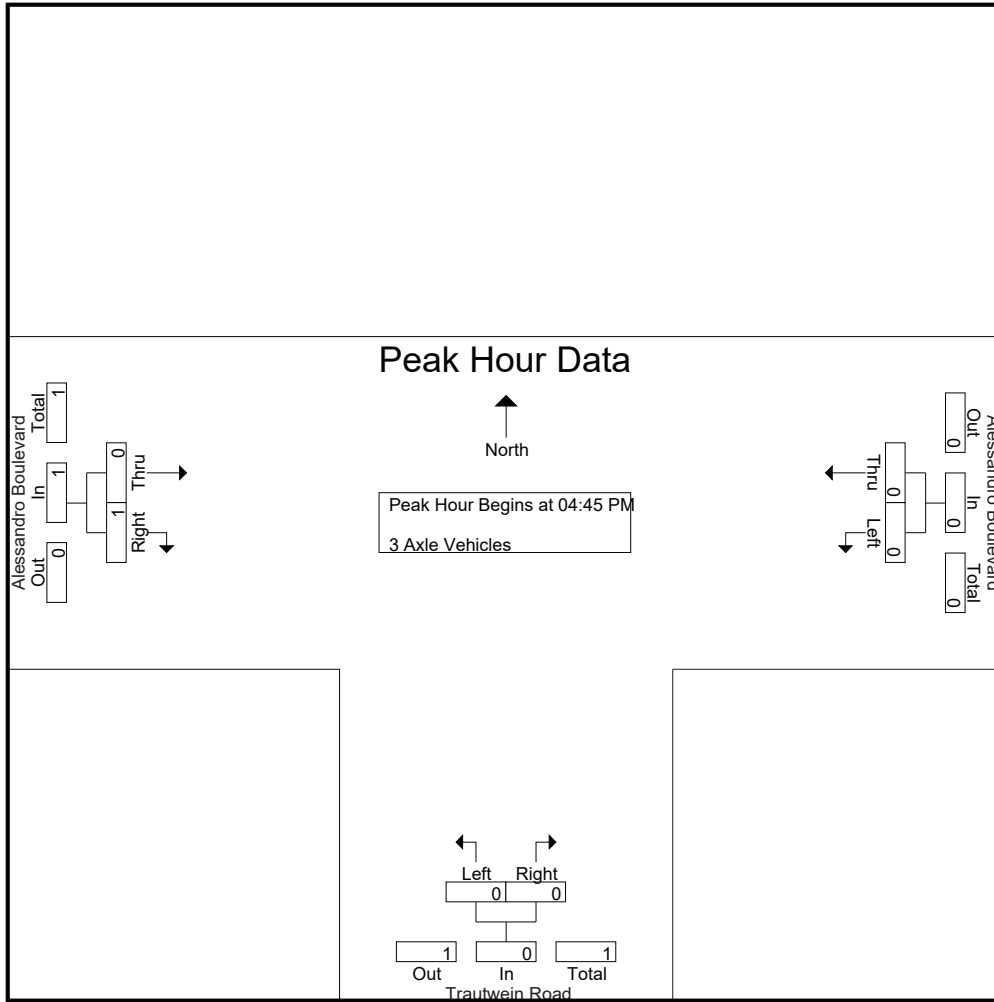 Peak Hour Data
North
Peak Hour Begins at 04:45 PM
3 Axle Vehicles
Alessandro Boulevard
Total
1
In
1
Out
0
Thru
0
Right
1
Alessandro Boulevard
Out
0
In
0
Total
0
Thru
0
Left
0
Left Right
0 0
1 0 1
Out In Total
Trautwein Road